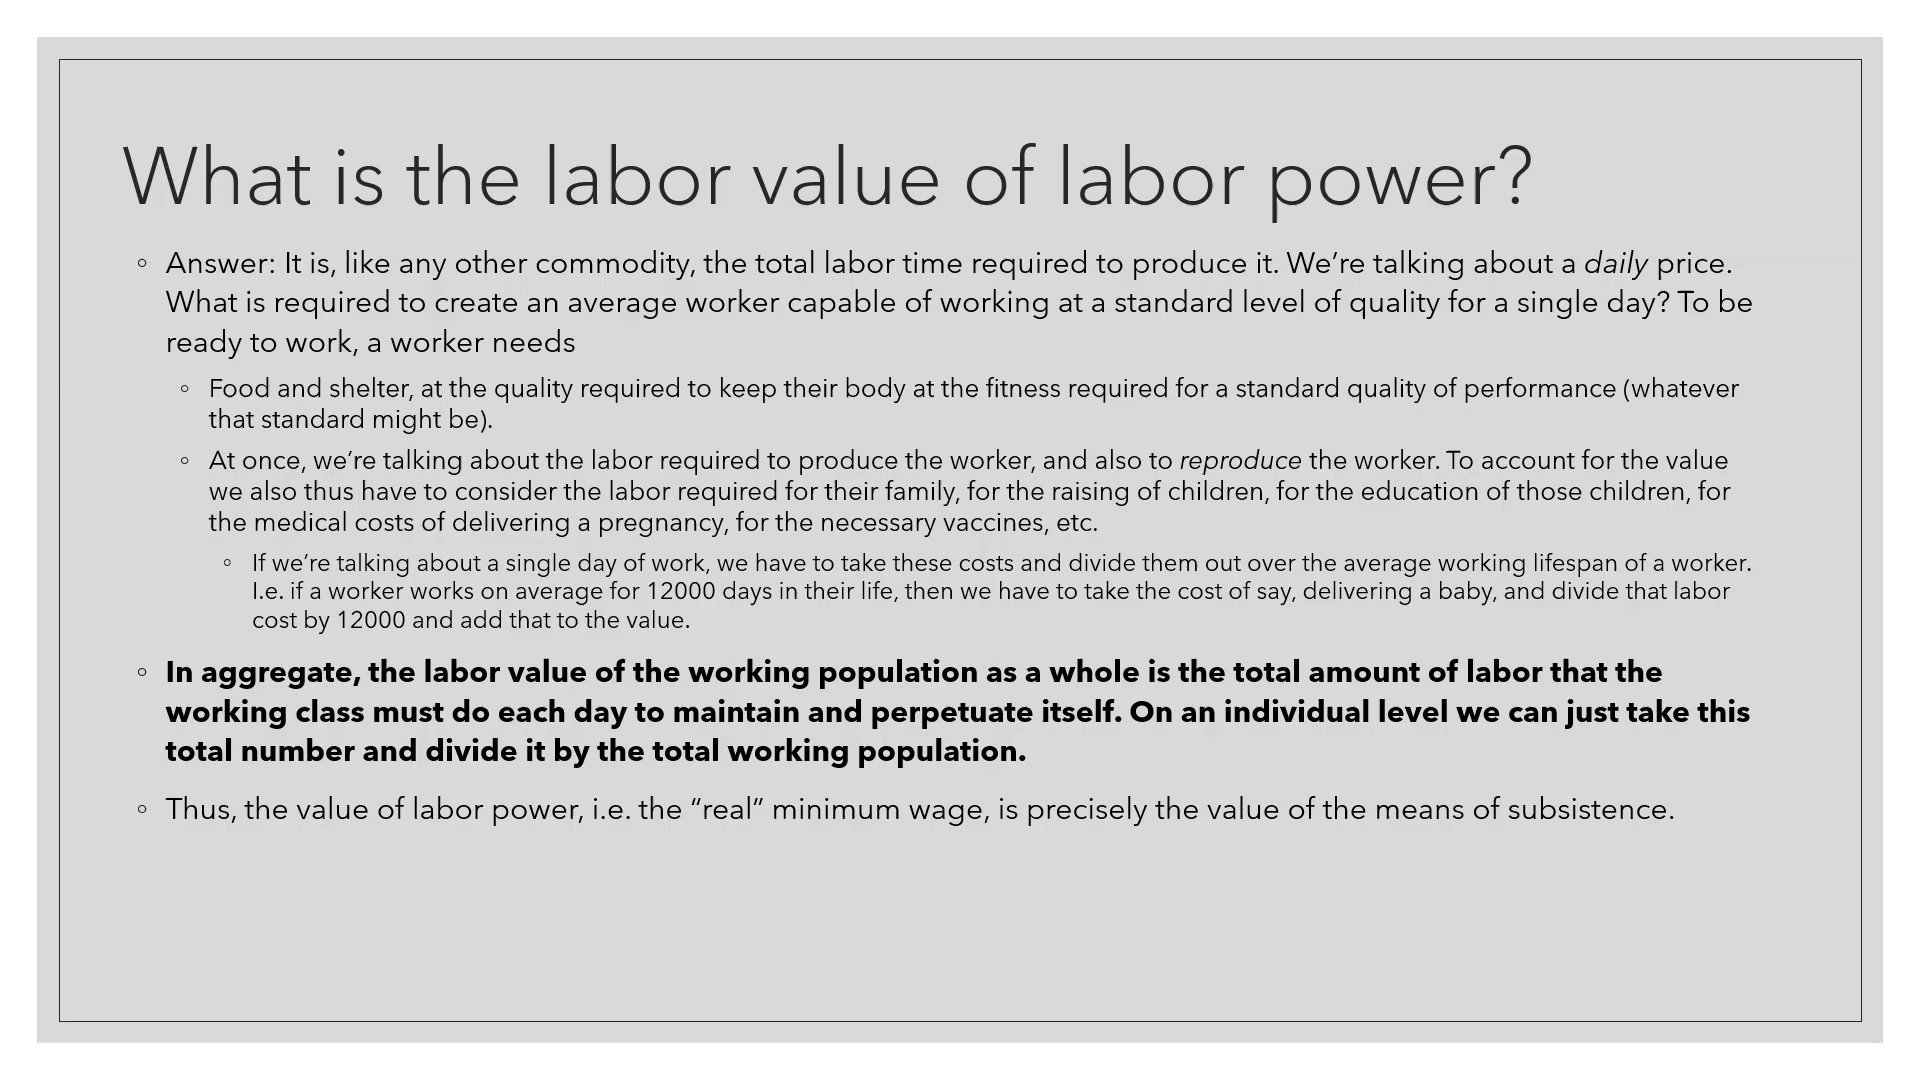 What is the labor value of labor power?
◦ Answer: It is, like any other commodity, the total labor time required to produce it. We’re talking about a daily price.
What is required to create an average worker capable of working at a standard level of quality for a single day? To be
ready to work, a worker needs
◦ Food and shelter, at the quality required to keep their body at the fitness required for a standard quality of performance (whatever
that standard might be).
◦ At once, we’re talking about the labor required to produce the worker, and also to reproduce the worker. To account for the value
we also thus have to consider the labor required for their family, for the raising of children, for the education of those children, for
the medical costs of delivering a pregnancy, for the necessary vaccines, etc.
◦ If we’re talking about a single day of work, we have to take these costs and divide them out over the average working lifespan of a worker.
I.e. if a worker works on average for 12000 days in their life, then we have to take the cost of say, delivering a baby, and divide that labor
cost by 12000 and add that to the value.
◦ In aggregate, the labor value of the working population as a whole is the total amount of labor that the
working class must do each day to maintain and perpetuate itself. On an individual level we can just take this
total number and divide it by the total working population.
◦ Thus, the value of labor power, i.e. the “real” minimum wage, is precisely the value of the means of subsistence.